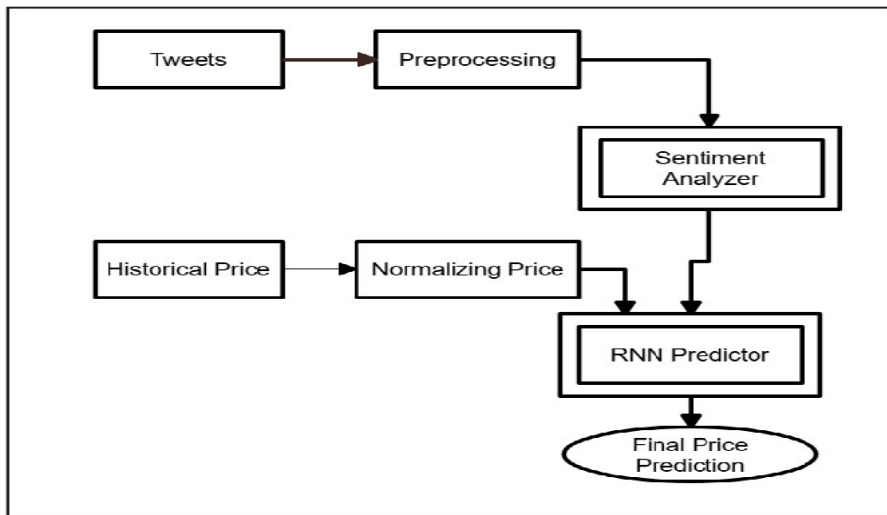 Tweets
Preprocessing
Sentiment
Analyzer
Historical Price
Normalizing Price
RNN Predictor
Final Price
Prediction